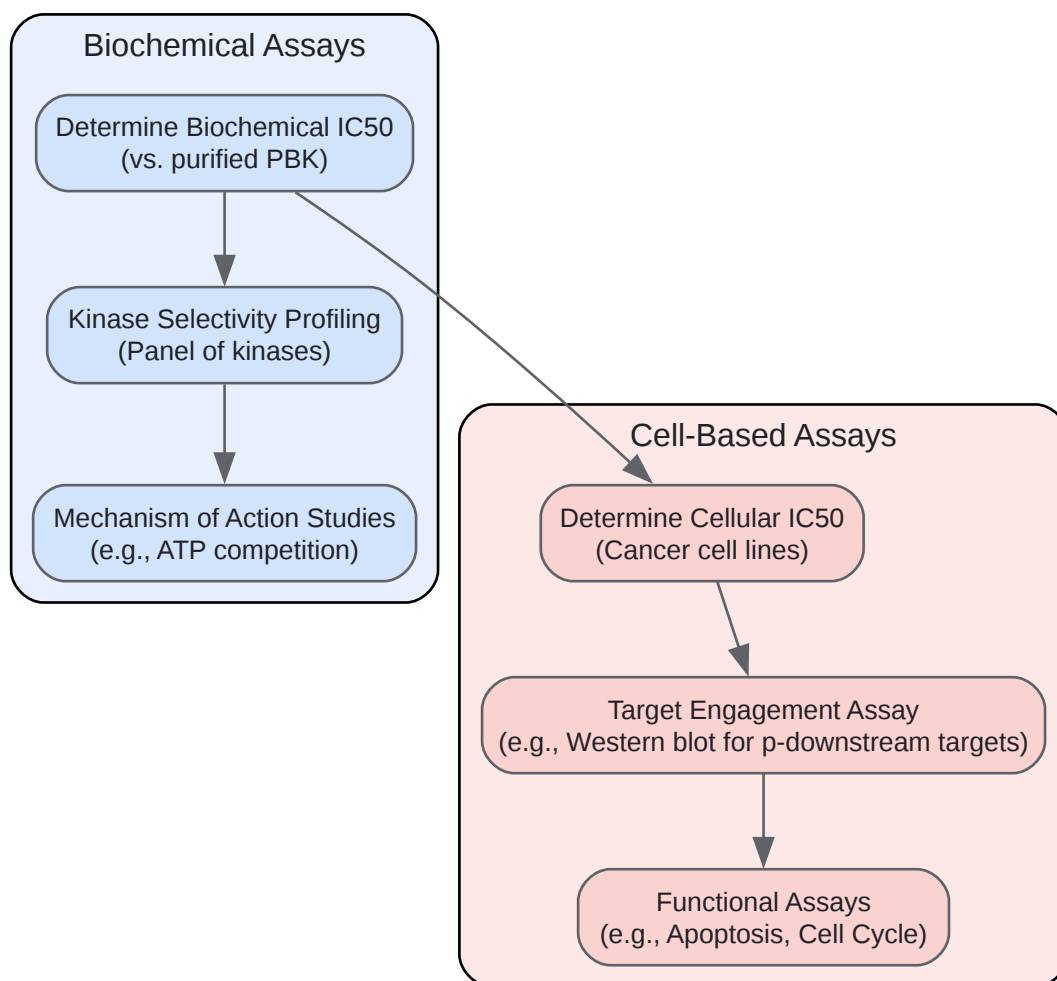 Biochemical Assays
Determine Biochemical IC50
(vs. purified PBK)
Kinase Selectivity Profiling
(Panel of kinases)
Mechanism of Action Studies
(e.g., ATP competition)
Cell-Based Assays
Determine Cellular IC50
(Cancer cell lines)
Target Engagement Assay
(e.g., Western blot for p-downstream targets)
Functional Assays
(e.g., Apoptosis, Cell Cycle)